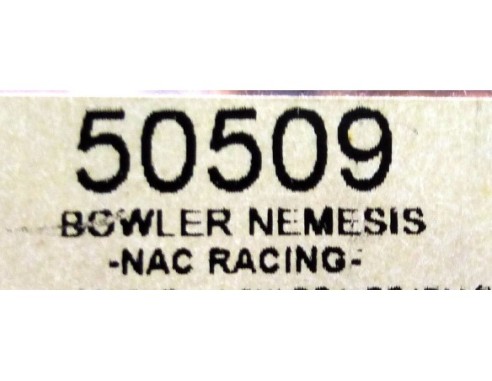 50509
BOWLER NEMESIS
-NAC RACING-